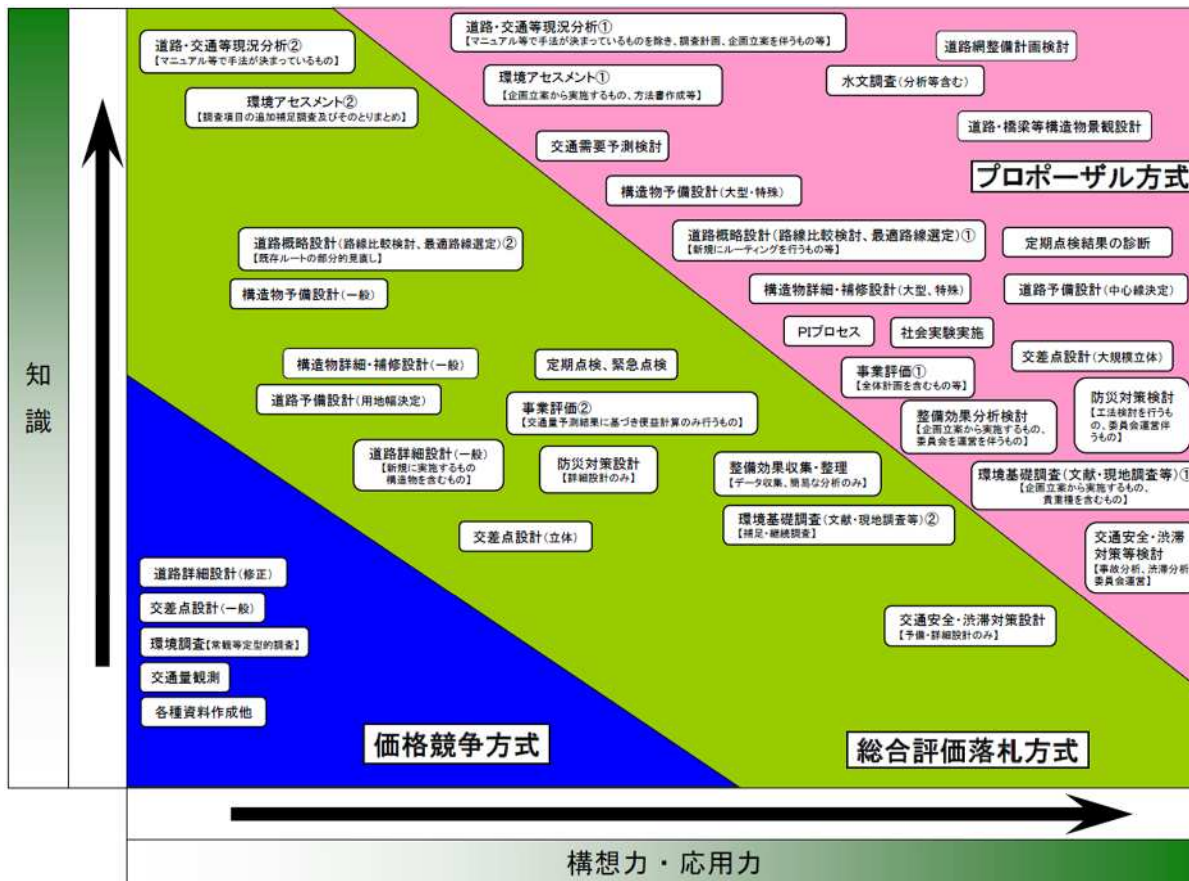 道路・交通等現況分析②
【マニュアル等で手法が決まっているもの】
環境アセスメント②
【調査項目の追加補足調査及びそのとりまとめ】
道路・交通等現況分析①
【マニュアル等で手法が決まっているものを除き、調査計画、企画立案を伴うもの等】
環境アセスメント①
【企画立案から実施するもの、方法書作成等】
道路網整備計画検討
水文調査(分析等含む)
交通需要予測検討
道路・橋梁等構造物景観設計
プロポーザル方式
構造物予備設計(大型・特殊)
道路概略設計(路線比較検討、最適路線選定)②
【既存ルートの部分的見直し】
道路概略設計(路線比較検討、最適路線選定)①
【新規にルーティングを行うもの等】
定期点検結果の診断
構造物予備設計(一般)
構造物詳細・補修設計(大型、特殊)
道路予備設計(中心線決定)
PIプロセス
社会実験実施
構造物詳細・補修設計(一般)
定期点検、緊急点検
交差点設計(大規模立体)
事業評価①
【全体計画を含むもの等】
道路予備設計(用地幅決定)
事業評価②
【交通量予測結果に基づき便益計算のみ行うもの】
整備効果分析検討
【企画立案から実施するもの、
委員会を運営を伴うもの】
防災対策検討
【工法検討を行うも
の、委員会運営伴
うもの】
道路詳細設計(一般)
【新規に実施するもの
構造物を含むもの】
防災対策設計
【詳細設計のみ】
整備効果収集・整理
【データ収集、簡易な分析のみ】
環境基礎調査(文献・現地調査等)①
【企画立案から実施するもの、
貴重種を含むもの】
環境基礎調査(文献・現地調査等)②
【補足・継続調査】
交差点設計(立体)
交通安全・渋滞
対策等検討
【事故分析、渋滞分析
委員会運営】
道路詳細設計(修正)
交差点設計(一般)
環境調査【常観等定型的調査】
交通量観測
各種資料作成他
交通安全・渋滞対策設計
【予備・詳細設計のみ】
価格競争方式
総合評価落札方式
知識
構想力・応用力